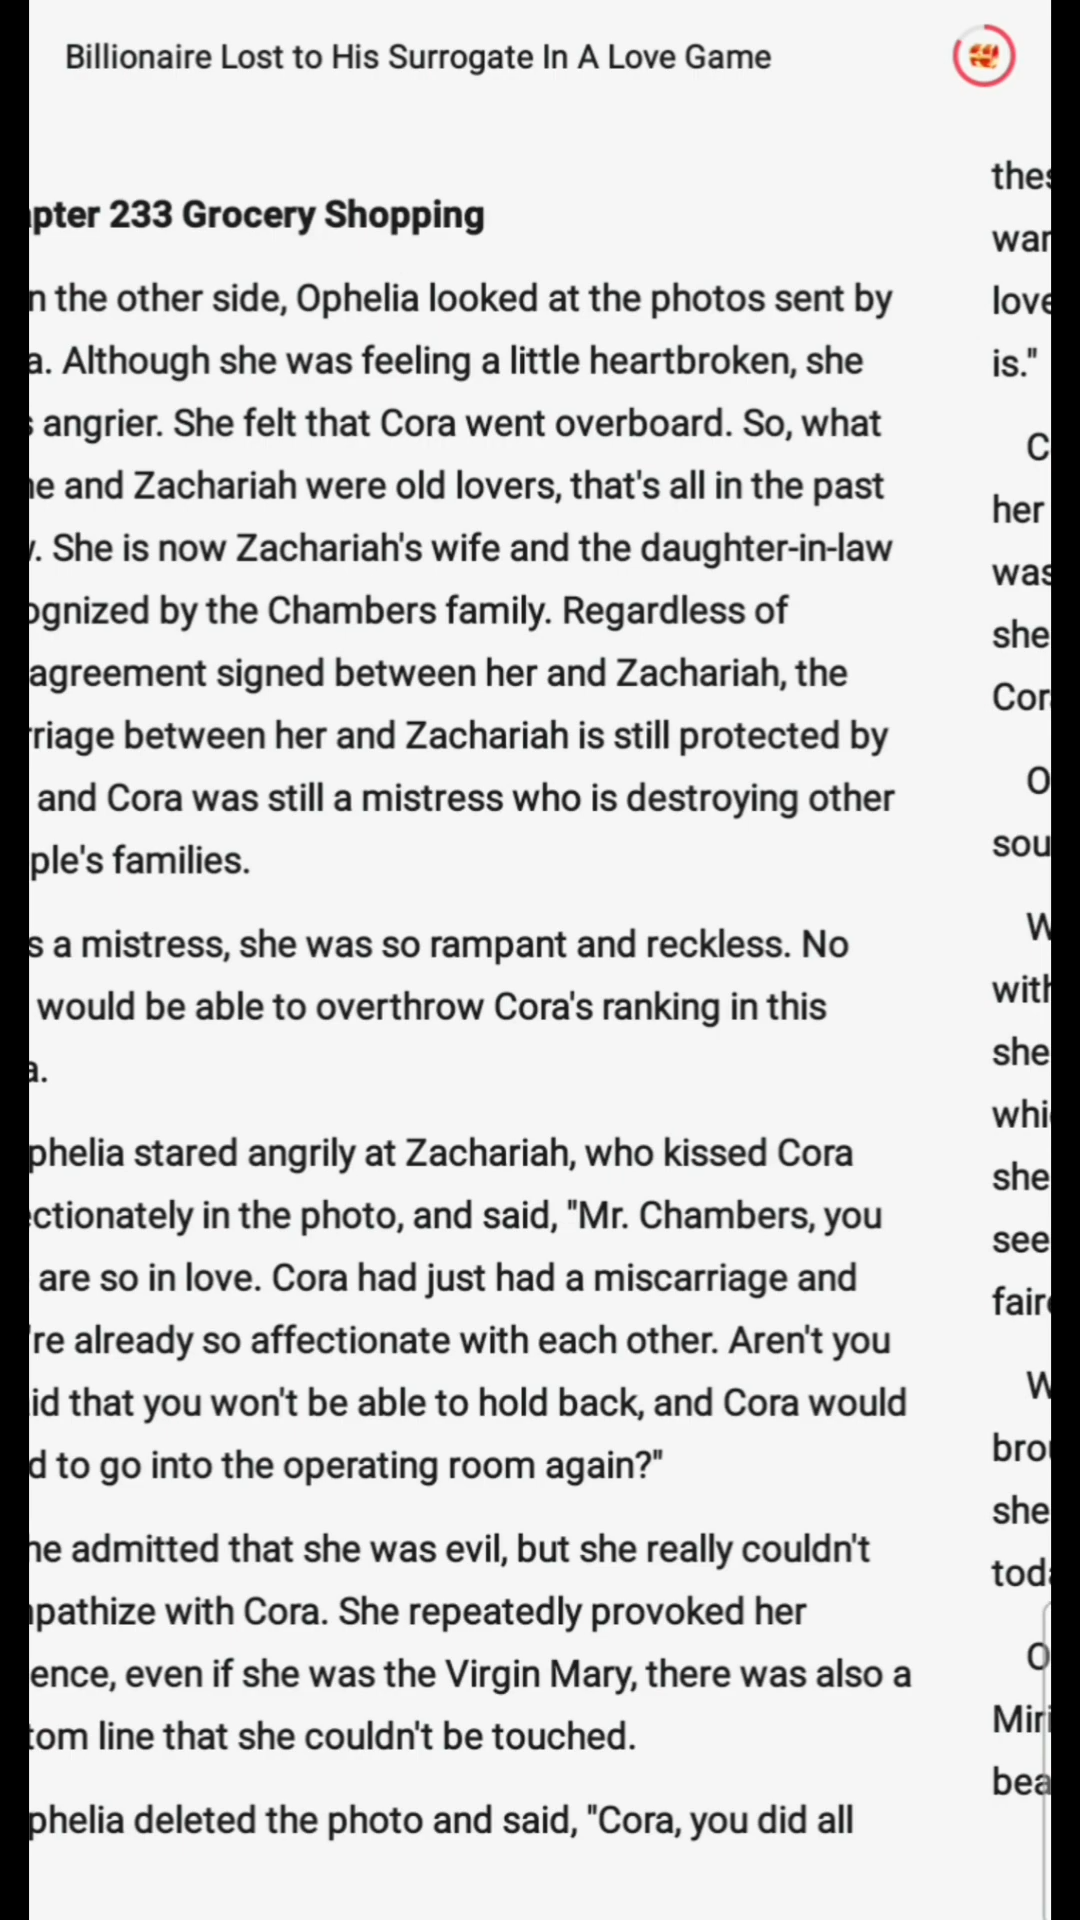 Billionaire Lost to His Surrogate In A Love Game
pter 233 Grocery Shopping
n the other side, Ophelia looked at the photos sent by
a. Although she was feeling a little heartbroken, she
s angrier. She felt that Cora went overboard. So, what
he and Zachariah were old lovers, that's all in the past
. She is now Zachariah's wife and the daughter-in-law
ognized by the Chambers family. Regardless of
agreement signed between her and Zachariah, the
rriage between her and Zachariah is still protected by
and Cora was still a mistress who is destroying other
ple's families.
s a mistress, she was so rampant and reckless. No
would be able to overthrow Cora's ranking in this
a.
phelia stared angrily at Zachariah, who kissed Cora
ectionately in the photo, and said, "Mr. Chambers, you
are so in love. Cora had just had a miscarriage and
're already so affectionate with each other. Aren't you
id that you won't be able to hold back, and Cora would
d to go into the operating room again?"
he admitted that she was evil, but she really couldn't
pathize with Cora. She repeatedly provoked her
ence, even if she was the Virgin Mary, there was also a
tom line that she couldn't be touched.
phelia deleted the photo and said, "Cora, you did all
thes
war
love
is."
C
her
was
she
Cor
O
sou
W
with
she
whi
she
see
fair
W
bro
she
toda
O
Miri
bea